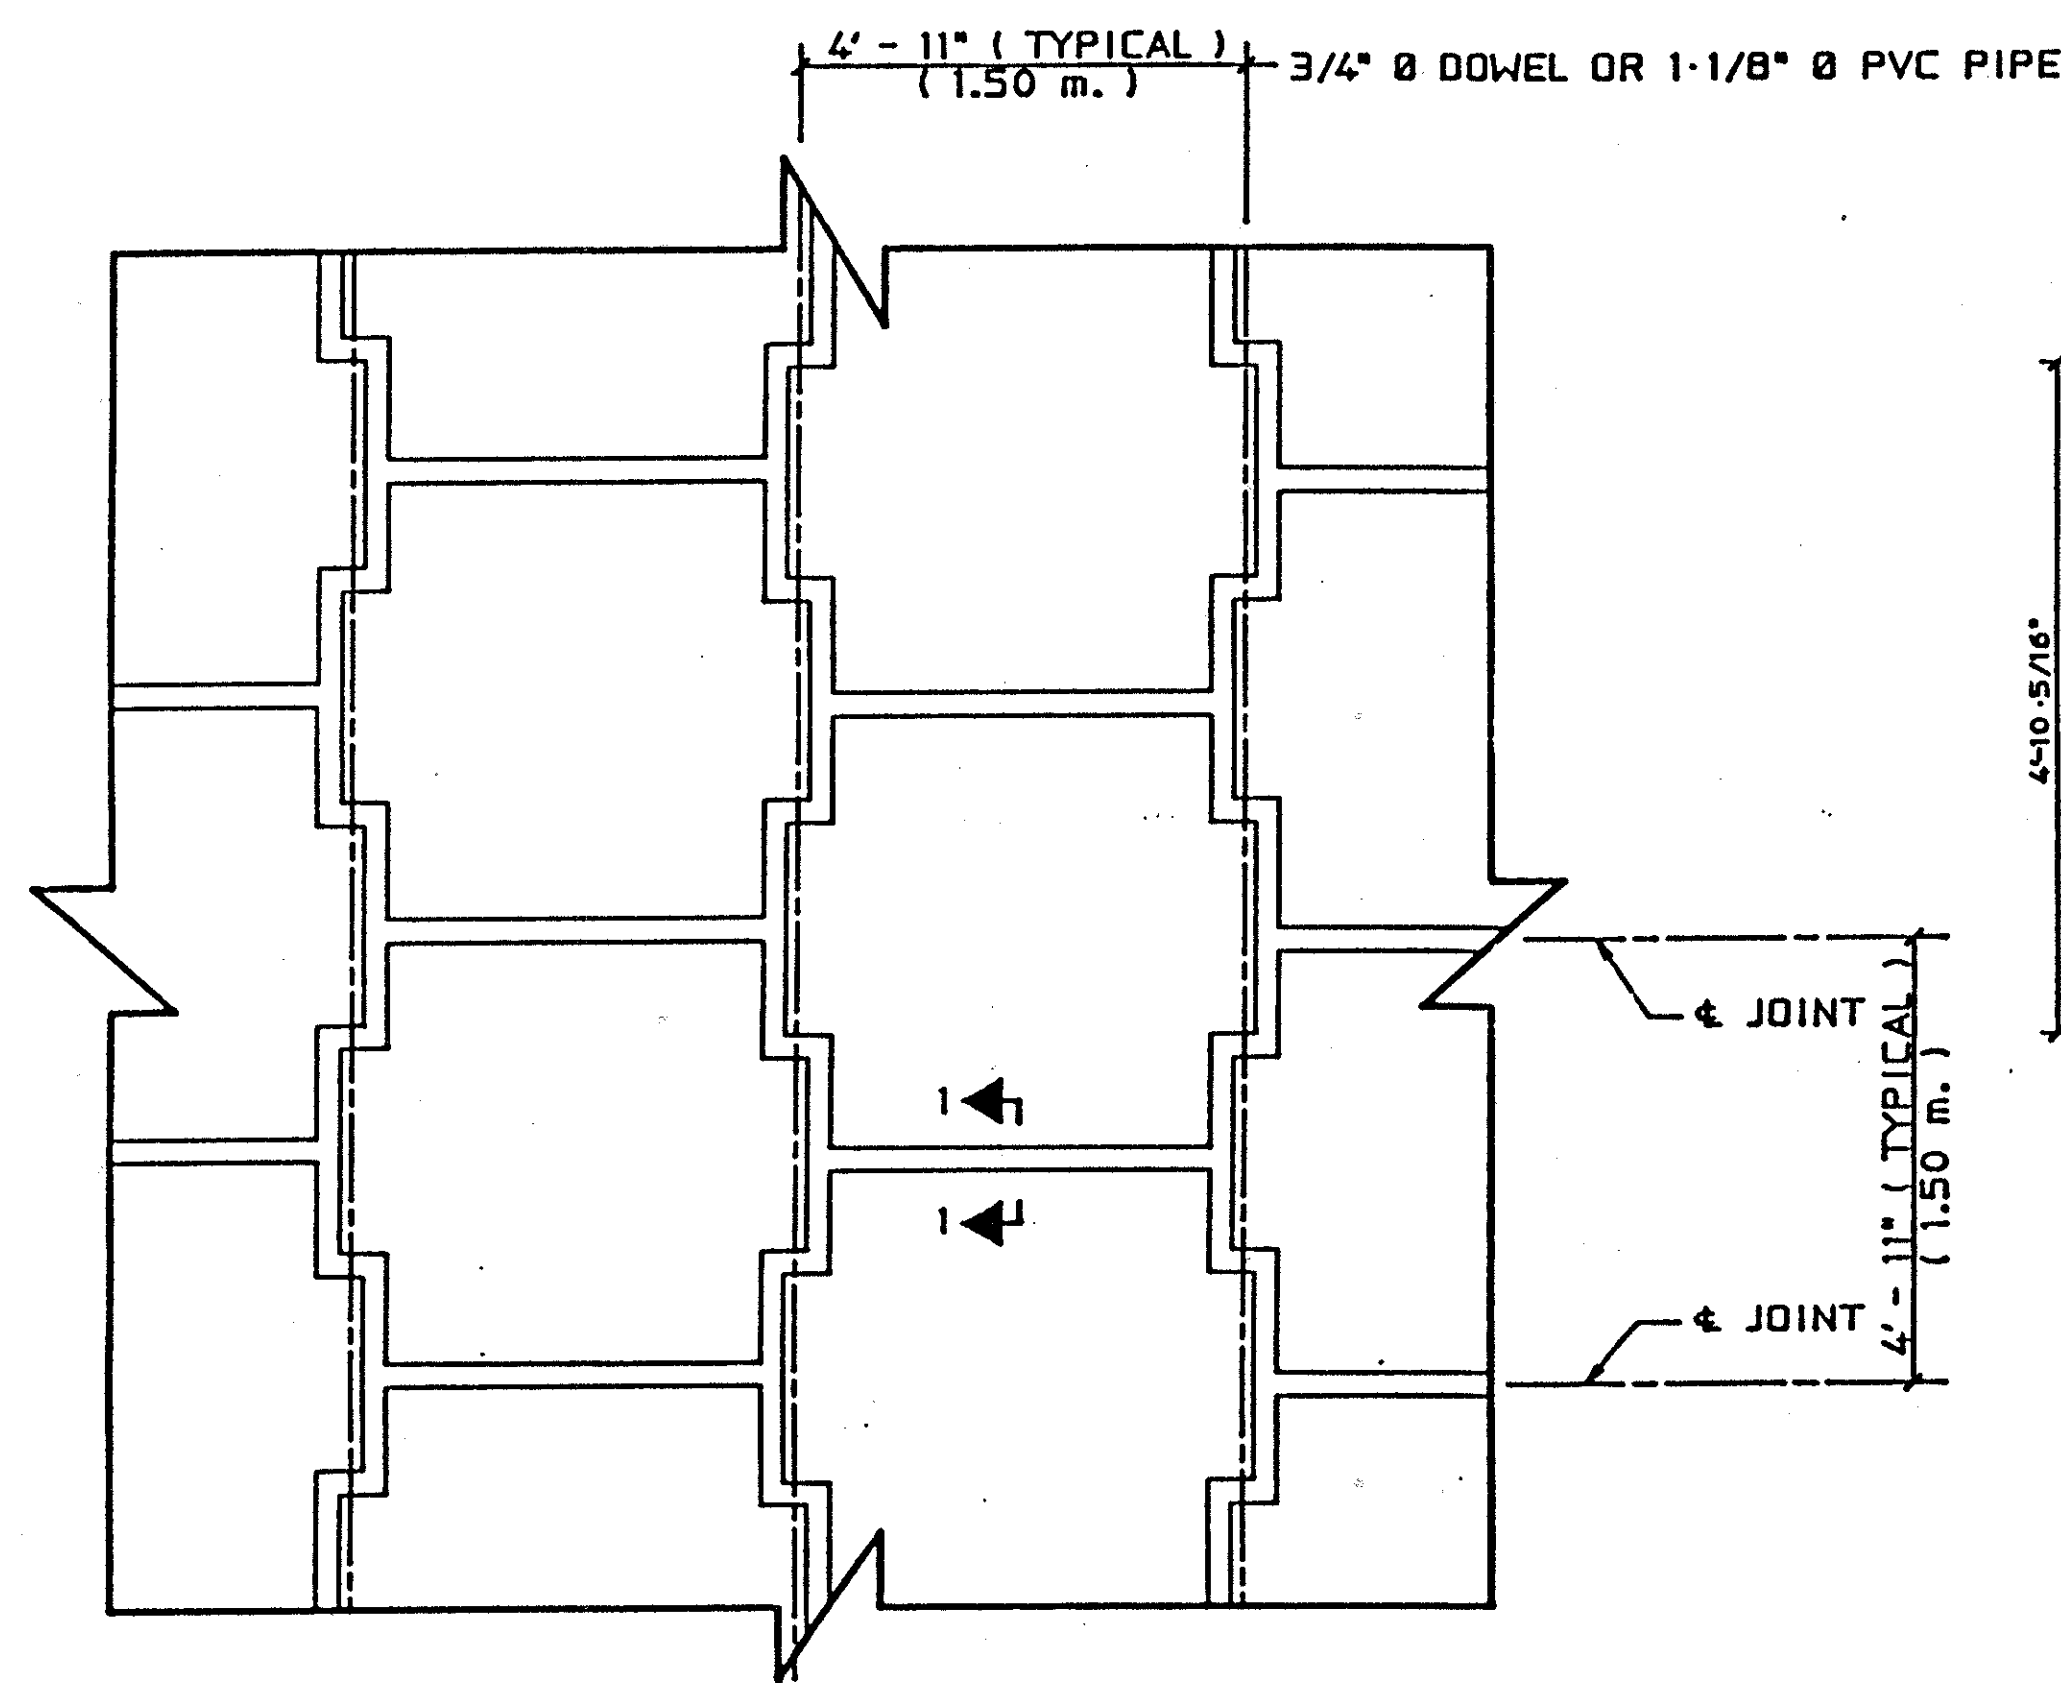 4' - 11" ( TYPICAL )
( 1.50 m. )
3/4" Ø DOWEL OR 1·1/8" Ø PVC PIPE
4'-10·5/16"
℄ JOINT
4' - 11" ( TYPICAL )
( 1.50 m. )
1
1
℄ JOINT